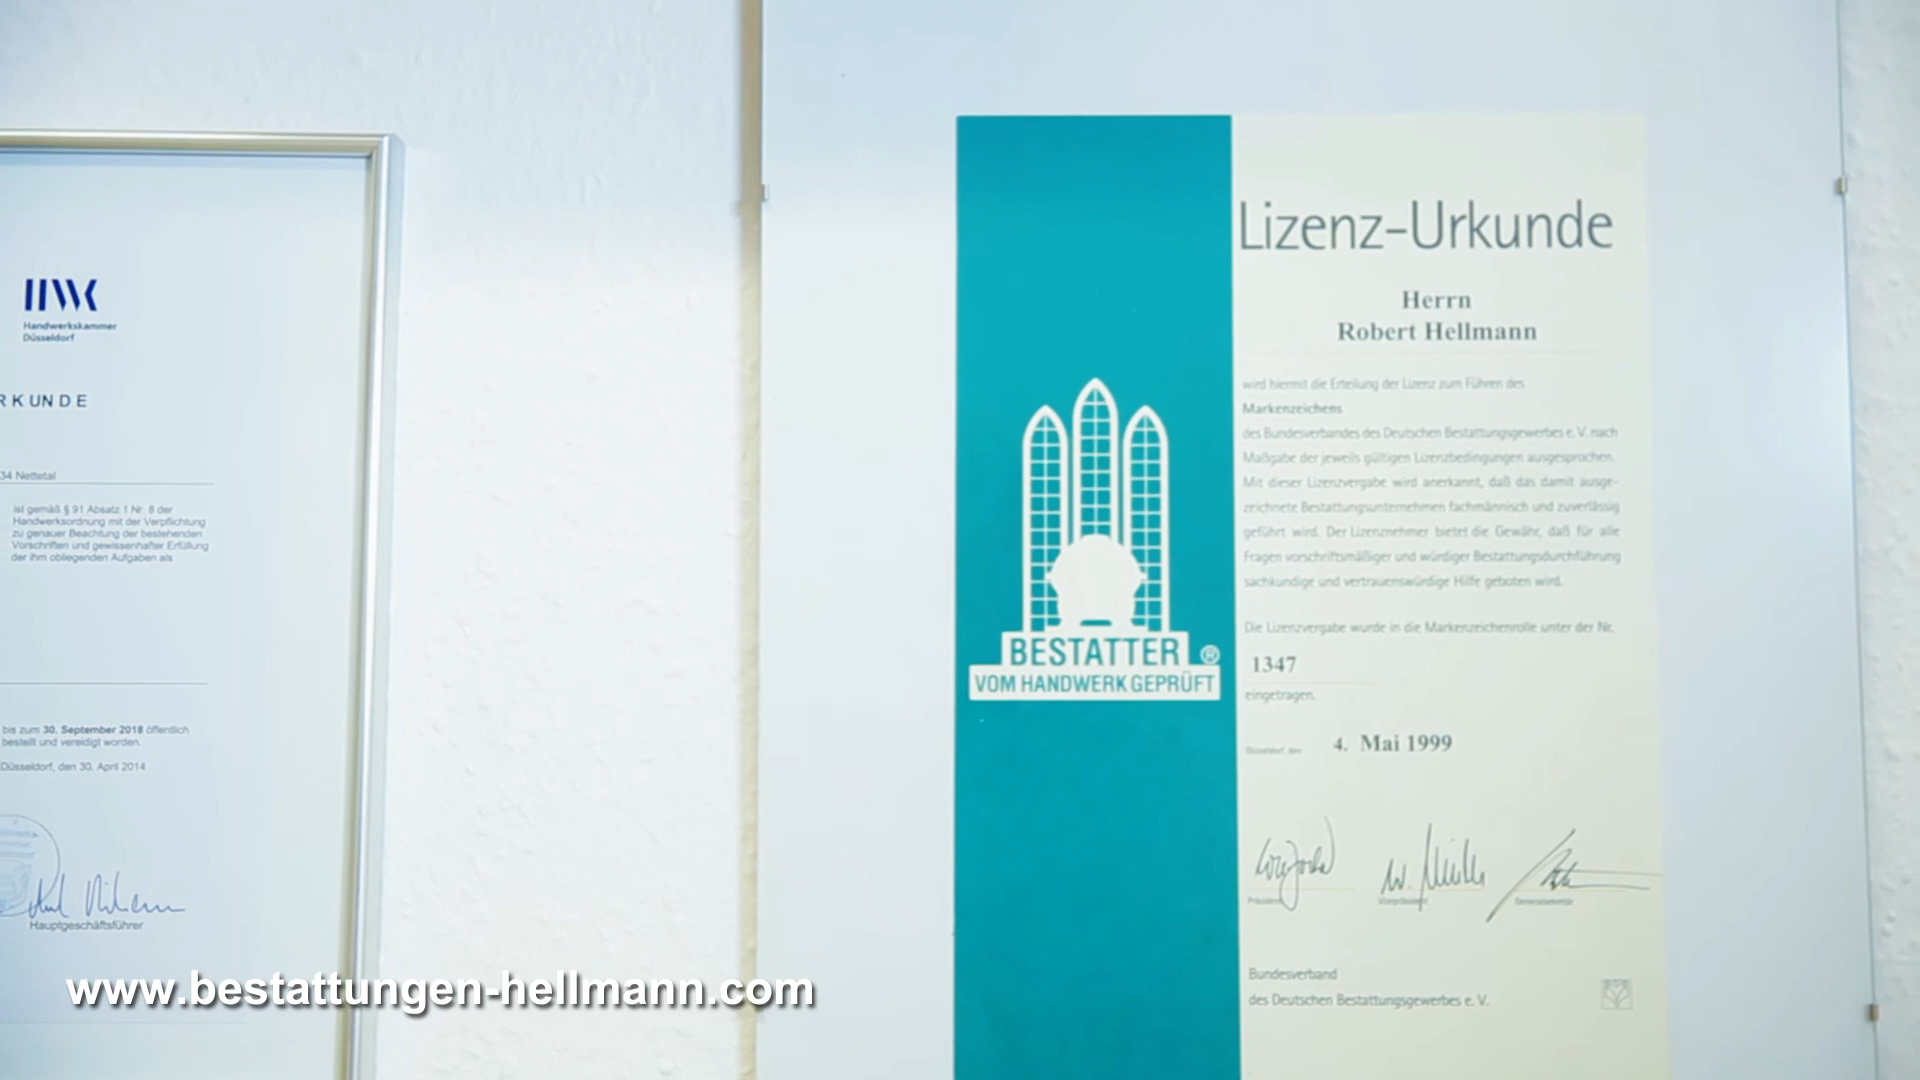 HWK
Handwerkskammer
Düsseldorf
RKUNDE
34 Nettetal
ist gemäß § 91 Absatz 1 Nr. 8 der
Handwerksordnung mit der Verpflichtung
zu genauer Beachtung der bestehenden
Vorschriften und gewissenhafter Erfüllung
der ihm obliegenden Aufgaben als
bis zum 30. September 2018 öffentlich
bestellt und vereidigt worden.
Düsseldorf, den 30. April 2014
Hauptgeschäftsführer
BESTATTER ®
VOM HANDWERK GEPRÜFT
Lizenz-Urkunde
Herrn
Robert Hellmann
wird hiermit die Erteilung der Lizenz zum Führen des
Markenzeichens
des Bundesverbandes des Deutschen Bestattungsgewerbes e. V. nach
Maßgabe der jeweils gültigen Lizenzbedingungen ausgesprochen.
Mit dieser Lizenzvergabe wird anerkannt, daß das damit ausge-
zeichnete Bestattungsunternehmen fachmännisch und zuverlässig
geführt wird. Der Lizenznehmer bietet die Gewähr, daß für alle
Fragen vorschriftsmäßiger und würdiger Bestattungsdurchführung
sachkundige und vertrauenswürdige Hilfe geboten wird.
Die Lizenzvergabe wurde in die Markenzeichenrolle unter der Nr.
1347
eingetragen.
Düsseldorf, den 4. Mai 1999
Präsident Vizepräsident Generalsekretär
Bundesverband
des Deutschen Bestattungsgewerbes e. V.
www.bestattungen-hellmann.com